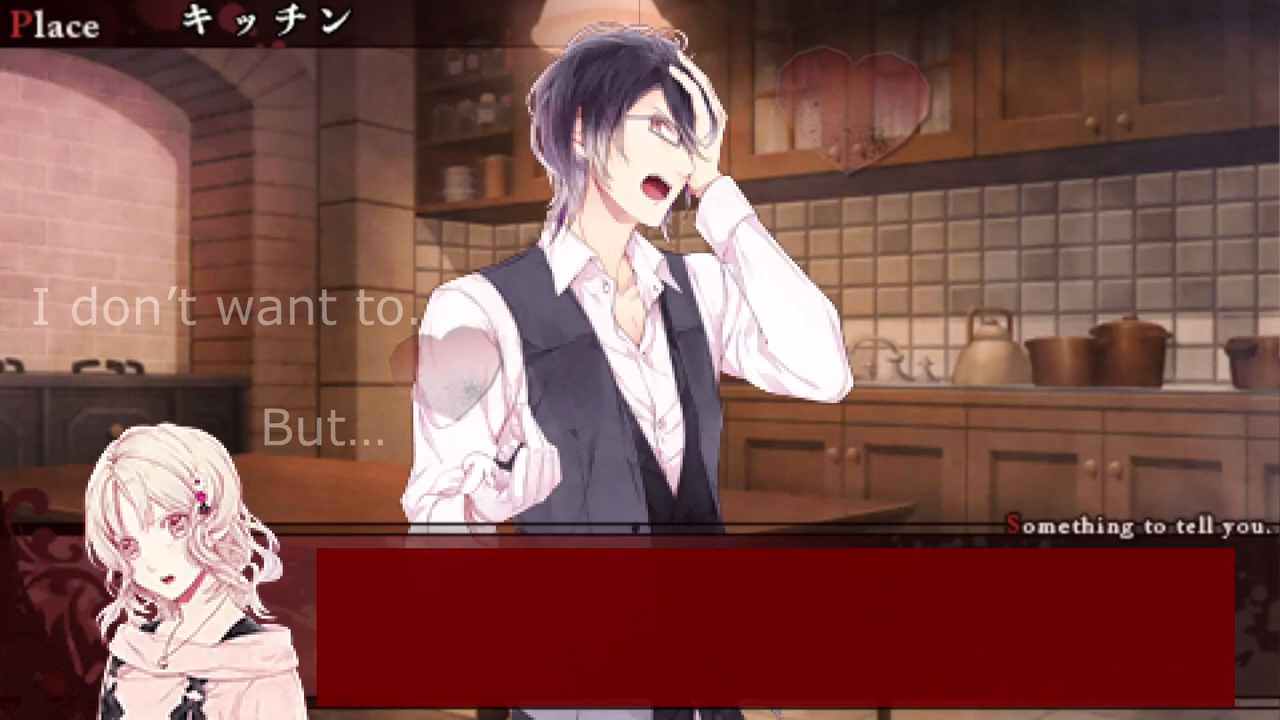 Place キッチン
I don't want to.
But...
Something to tell you.